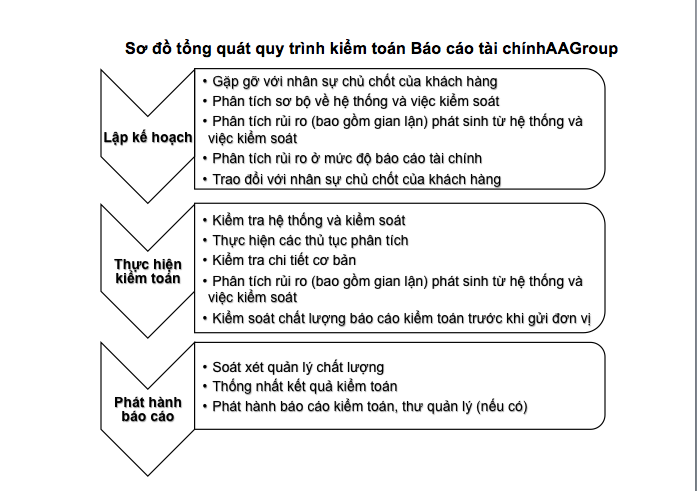 Sơ đồ tổng quát quy trình kiểm toán Báo cáo tài chínhAAGroup
Lập kế hoạch
• Gặp gỡ với nhân sự chủ chốt của khách hàng
• Phân tích sơ bộ về hệ thống và việc kiểm soát
• Phân tích rủi ro (bao gồm gian lận) phát sinh từ hệ thống và
việc kiểm soát
• Phân tích rủi ro ở mức độ báo cáo tài chính
• Trao đổi với nhân sự chủ chốt của khách hàng
Thực hiện
kiểm toán
• Kiểm tra hệ thống và kiểm soát
• Thực hiện các thủ tục phân tích
• Kiểm tra chi tiết cơ bản
• Phân tích rủi ro (bao gồm gian lận) phát sinh từ hệ thống và
việc kiểm soát
• Kiểm soát chất lượng báo cáo kiểm toán trước khi gửi đơn vị
Phát hành
báo cáo
• Soát xét quản lý chất lượng
• Thống nhất kết quả kiểm toán
• Phát hành báo cáo kiểm toán, thư quản lý (nếu có)